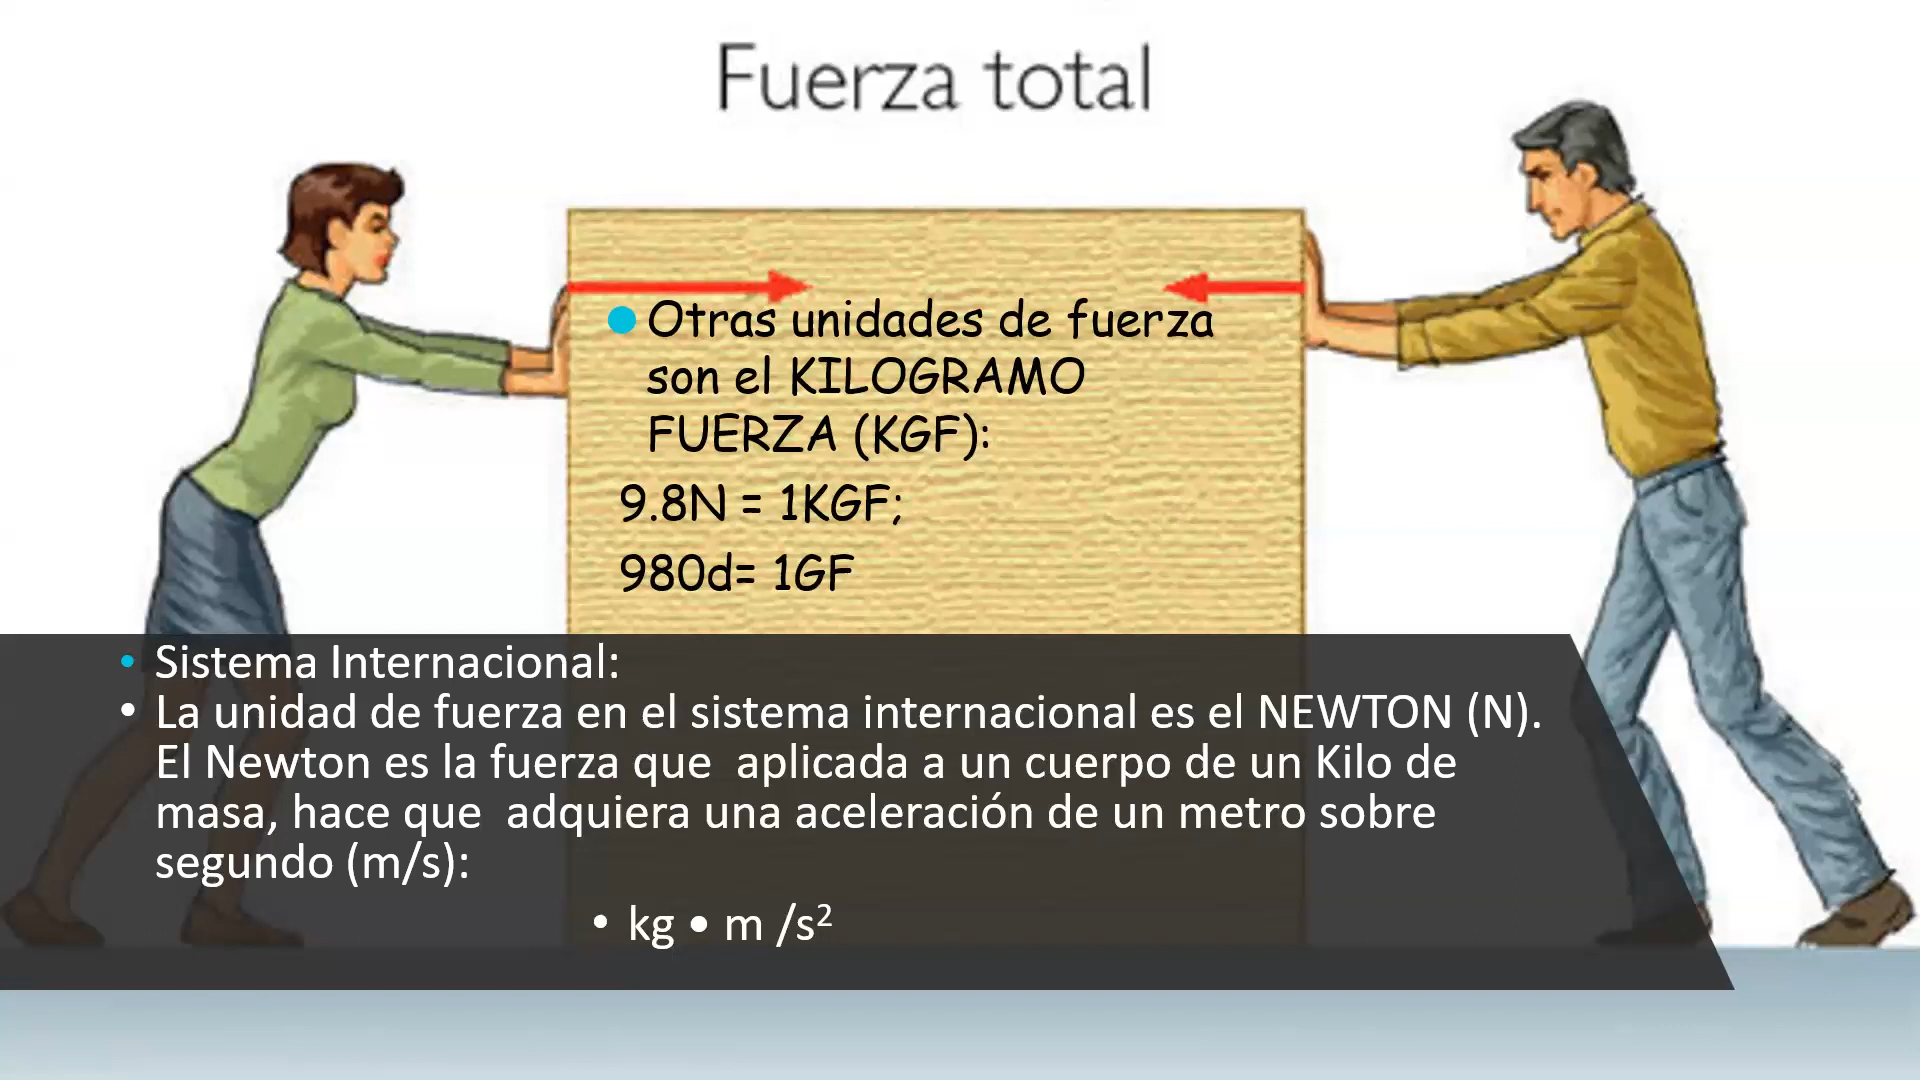 Fuerza total
Otras unidades de fuerza
son el KILOGRAMO
FUERZA (KGF):
9.8N = 1KGF;
980d= 1GF
• Sistema Internacional:
• La unidad de fuerza en el sistema internacional es el NEWTON (N).
El Newton es la fuerza que  aplicada a un cuerpo de un Kilo de
masa, hace que  adquiera una aceleración de un metro sobre
segundo (m/s):
• kg • m /s²